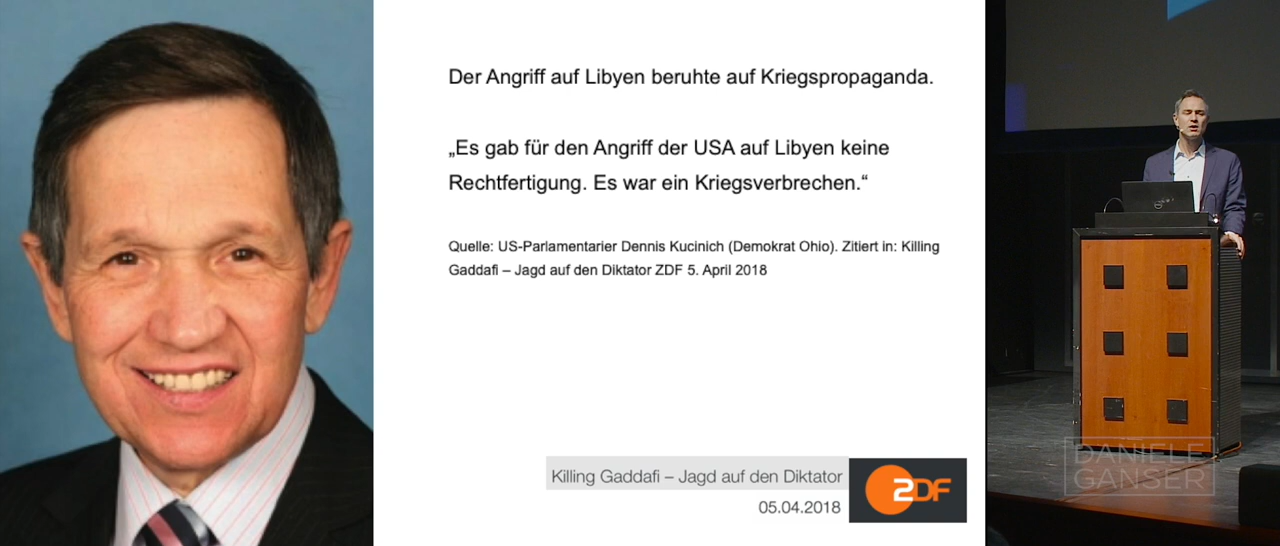 Der Angriff auf Libyen beruhte auf Kriegspropaganda.
„Es gab für den Angriff der USA auf Libyen keine
Rechtfertigung. Es war ein Kriegsverbrechen.“
Quelle: US-Parlamentarier Dennis Kucinich (Demokrat Ohio). Zitiert in: Killing
Gaddafi – Jagd auf den Diktator ZDF 5. April 2018
Killing Gaddafi – Jagd auf den Diktator
05.04.2018
ZDF
DANIELE
GANSER